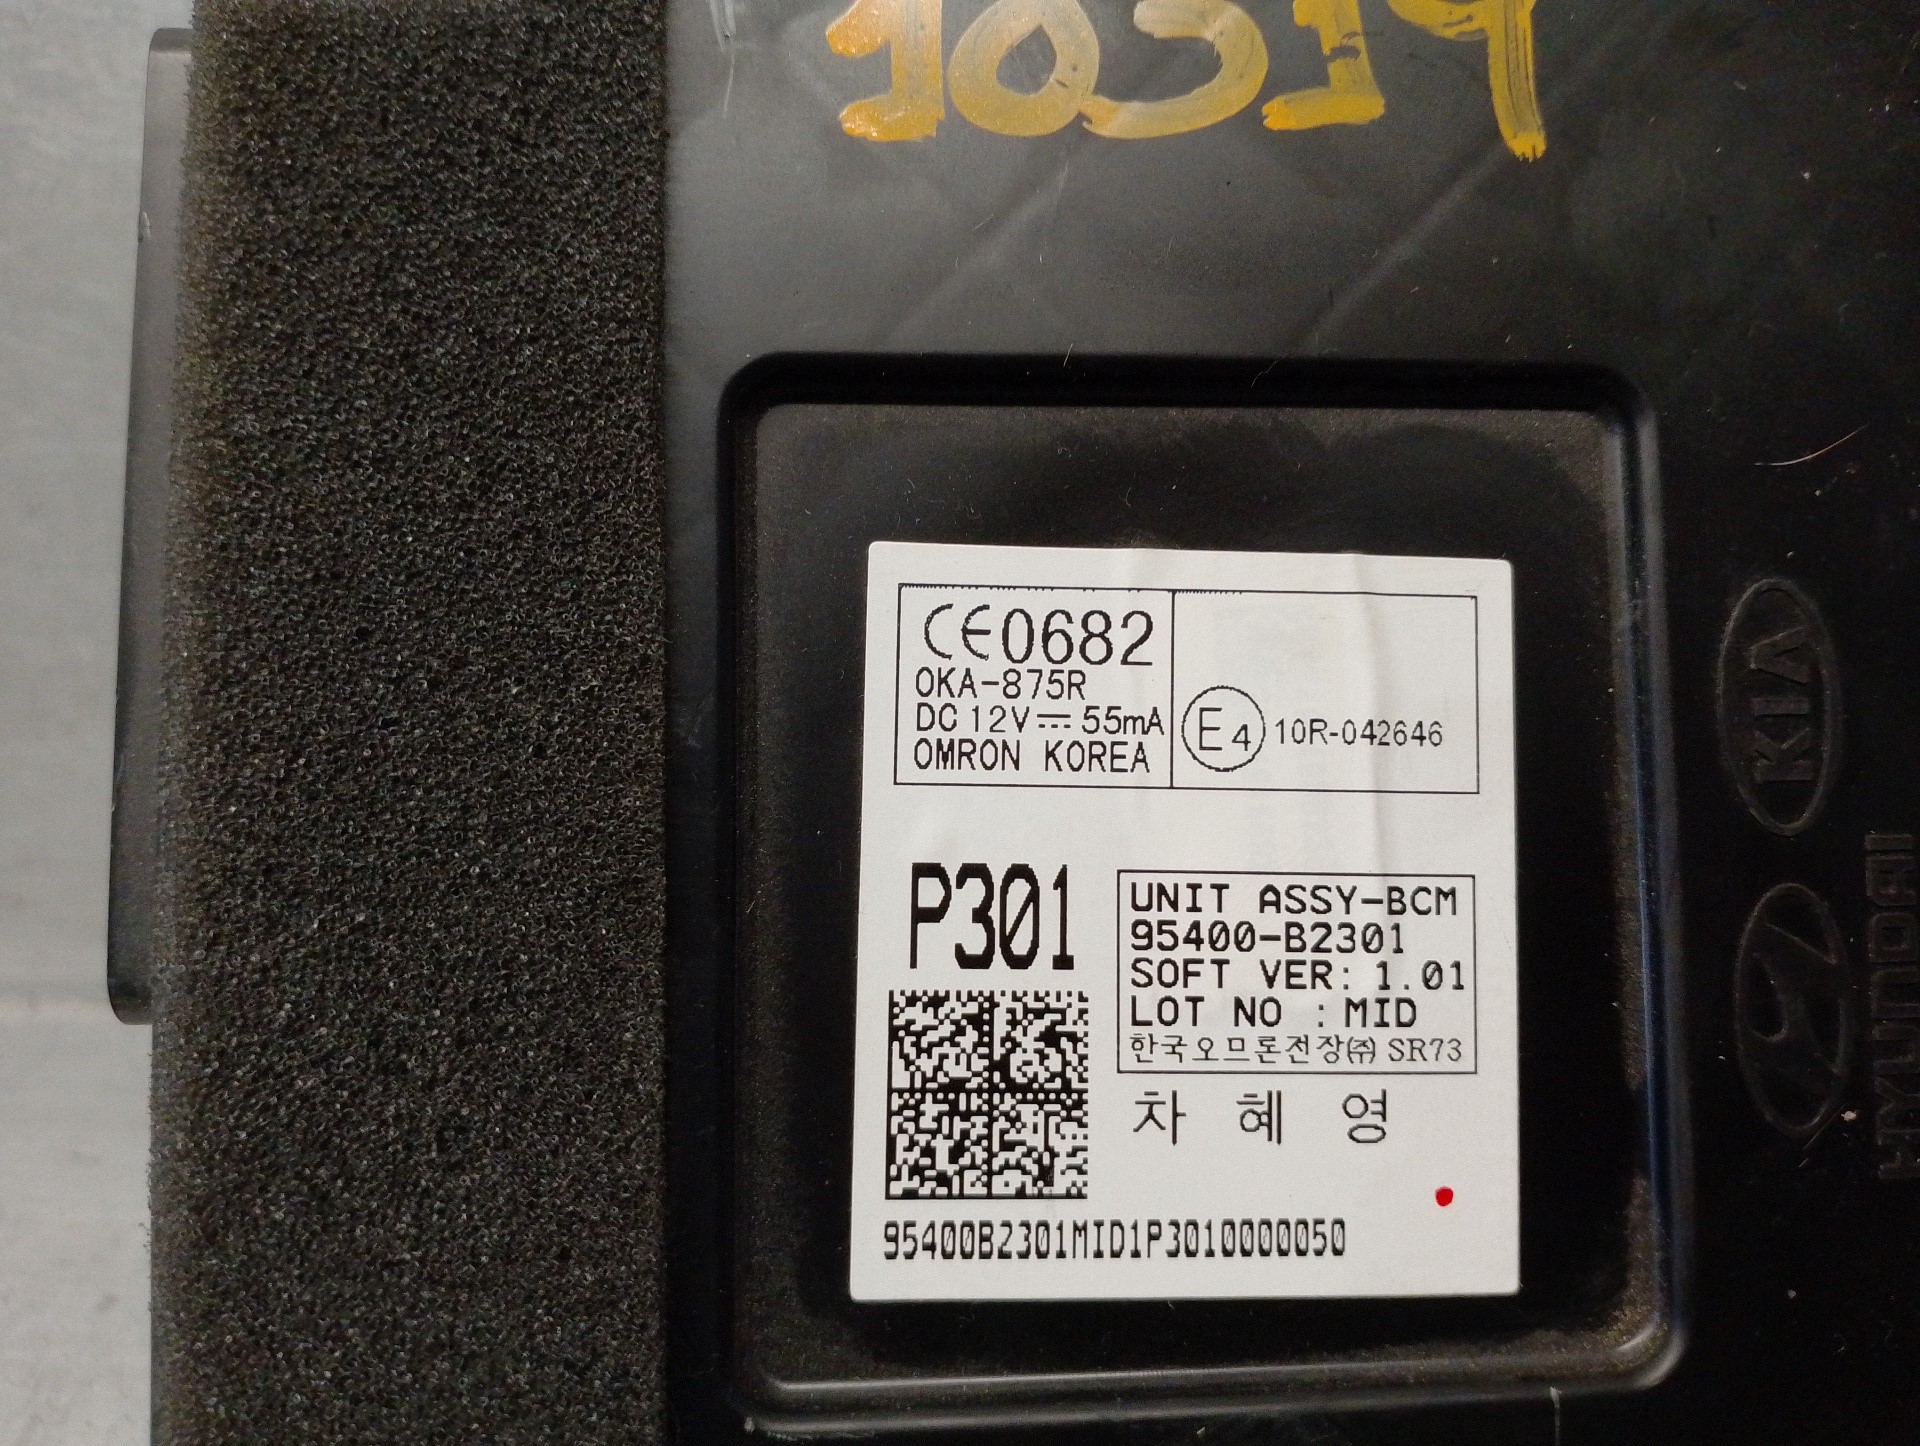 CE0682
OKA-875R
DC 12V ⎓ 55mA
OMRON KOREA
E4 10R-042646
P301
UNIT ASSY-BCM
95400-B2301
SOFT VER: 1.01
LOT NO : MID
한국오므론전장㈜ SR73
차 혜 영
95400B2301MID1P3010000050
KIA
HYUNDAI